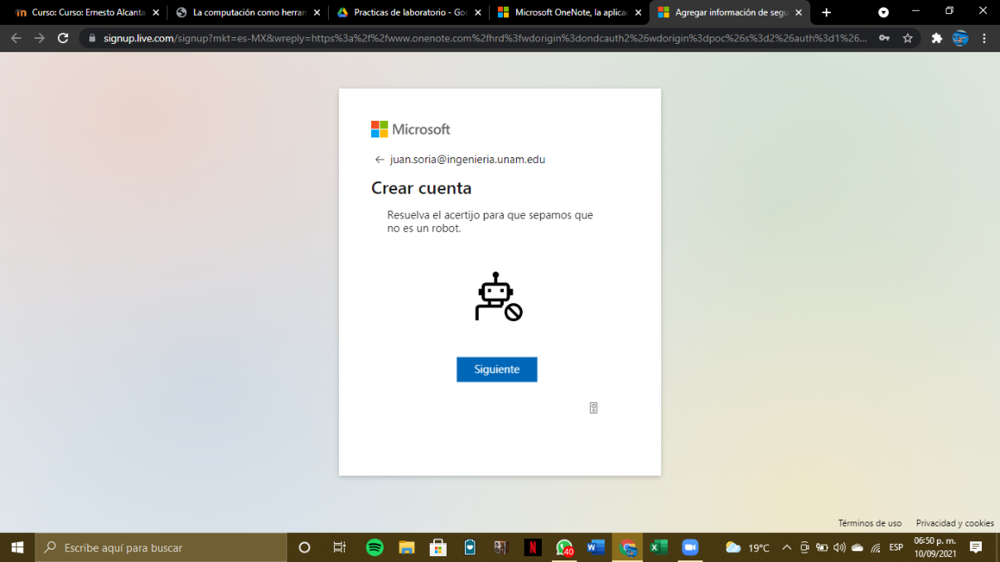 Curso: Curso: Ernesto Alcanta
La computación como herram
Practicas de laboratorio - Goo
Microsoft OneNote, la aplicac
Agregar información de segu
signup.live.com/signup?mkt=es-MX&wreply=https%3a%2f%2fwww.onenote.com%2fhrd%3fwdorigin%3dondcauth2%26wdorigin%3dpoc%26s%3d2%26auth%3d1%26...
Microsoft
juan.soria@ingenieria.unam.edu
Crear cuenta
Resuelva el acertijo para que sepamos que
no es un robot.
Siguiente
Términos de uso Privacidad y cookies
Escribe aquí para buscar
40
19°C
ESP
06:50 p. m.
10/09/2021